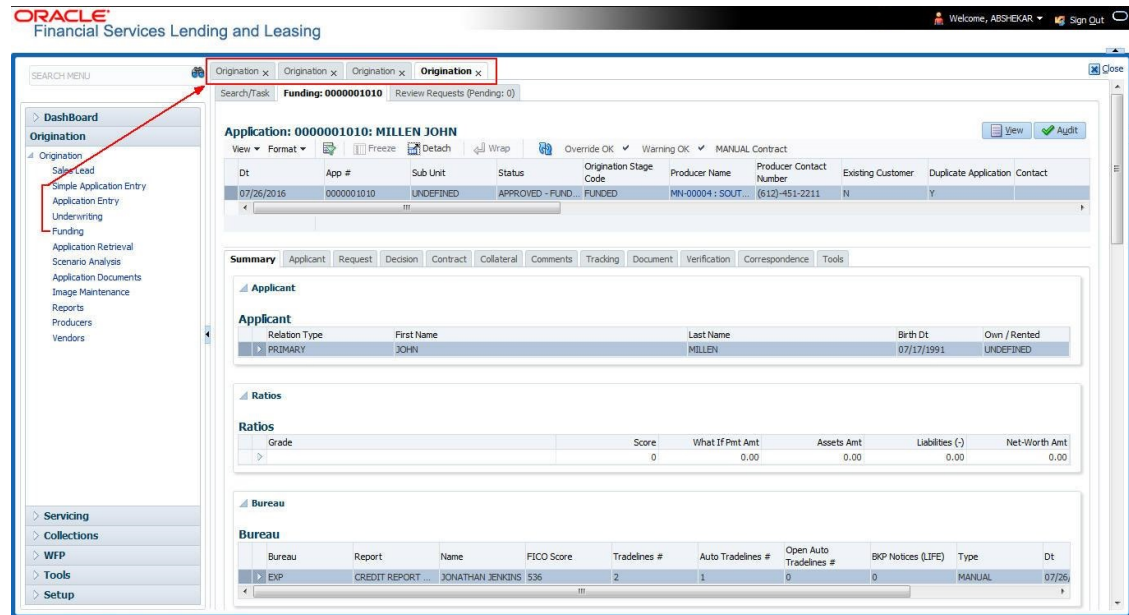 ORACLE
Financial Services Lending and Leasing
Welcome, ABSHEKAR
Sign Out
SEARCH MENU
Origination x Origination x Origination x Origination x
Close
Search/Task Funding: 0000001010 Review Requests (Pending: 0)
DashBoard
Origination
Origination
Sales Lead
Simple Application Entry
Application Entry
Underwriting
Funding
Application Retrieval
Scenario Analysis
Application Documents
Image Maintenance
Reports
Producers
Vendors
Servicing
Collections
WFP
Tools
Setup
Application: 0000001010: MILLEN JOHN
View Audit
View Format Freeze Detach Wrap Override OK Warning OK MANUAL Contract
Dt App # Sub Unit Status Origination Stage Code Producer Name Producer Contact Number Existing Customer Duplicate Application Contact
07/26/2016 0000001010 UNDEFINED APPROVED - FUND... FUNDED MN-00004 : SOUT... (612)-451-2211 N Y
Summary Applicant Request Decision Contract Collateral Comments Tracking Document Verification Correspondence Tools
Applicant
Applicant
Relation Type First Name Last Name Birth Dt Own / Rented
PRIMARY JOHN MILLEN 07/17/1991 UNDEFINED
Ratios
Ratios
Grade Score What If Pmt Amt Assets Amt Liabilities (-) Net-Worth Amt
0 0.00 0.00 0.00 0.00
Bureau
Bureau
Bureau Report Name FICO Score Tradelines # Auto Tradelines # Open Auto Tradelines # BKP Notices (LIFE) Type Dt
EXP CREDIT REPORT ... JONATHAN JENKINS 536 2 1 0 0 MANUAL 07/26/